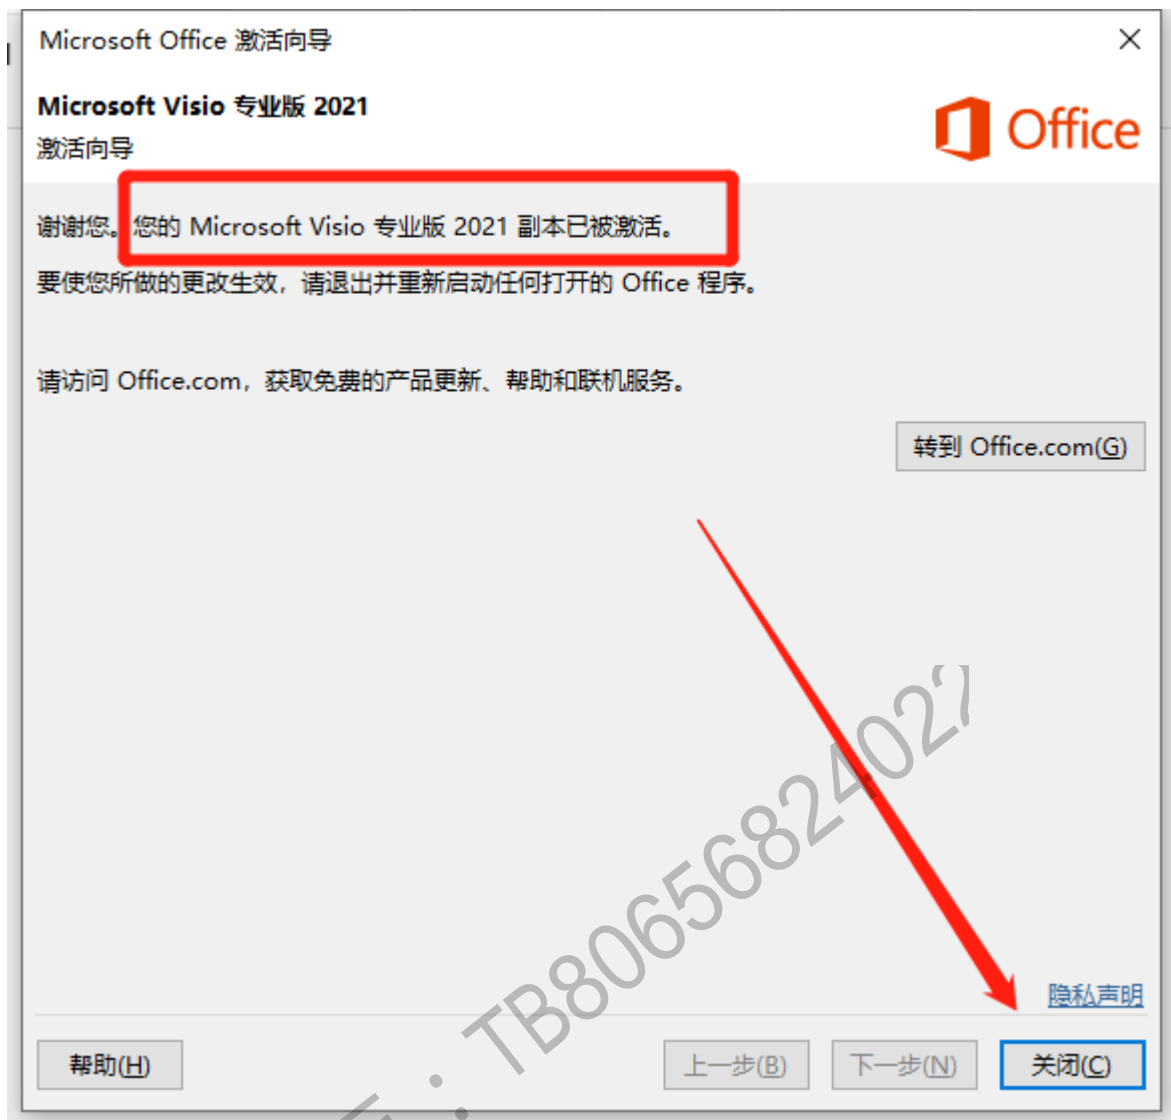 Microsoft Office 激活向导
Microsoft Visio 专业版 2021
Office
激活向导
谢谢您。您的 Microsoft Visio 专业版 2021 副本已被激活。
要使您所做的更改生效，请退出并重新启动任何打开的 Office 程序。
请访问 Office.com，获取免费的产品更新、帮助和联机服务。
转到 Office.com(G)
：TB8065682402
隐私声明
帮助(H)
上一步(B)
下一步(N)
关闭(C)